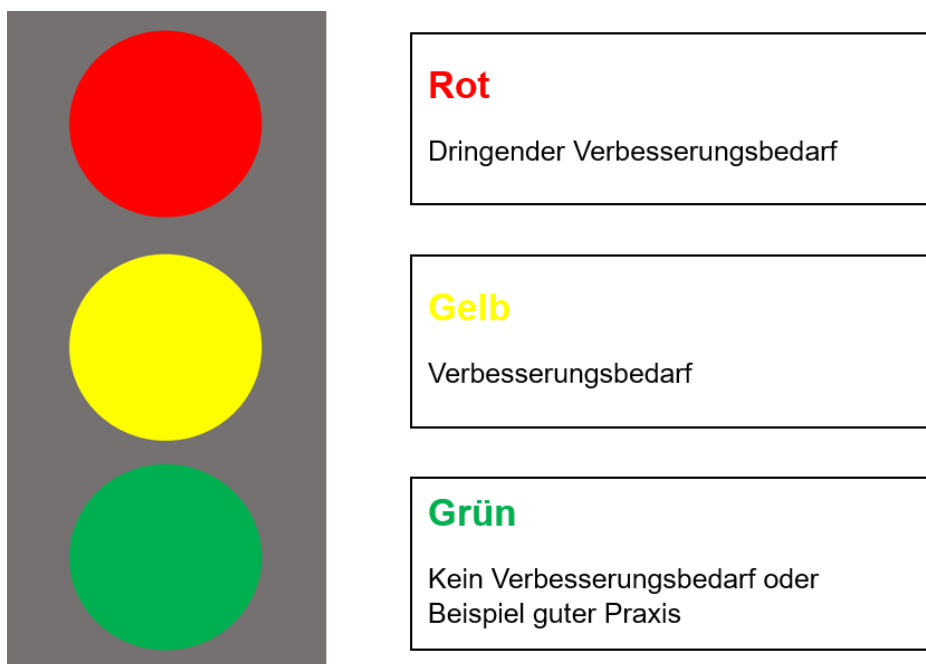 Rot
Dringender Verbesserungsbedarf
Gelb
Verbesserungsbedarf
Grün
Kein Verbesserungsbedarf oder
Beispiel guter Praxis